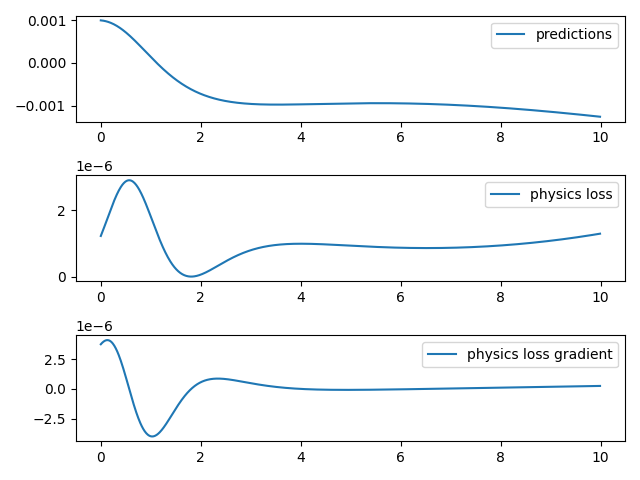 0.001
0.000
−0.001
predictions
0 2 4 6 8 10
1e−6
2
0
physics loss
0 2 4 6 8 10
1e−6
2.5
0.0
−2.5
physics loss gradient
0 2 4 6 8 10